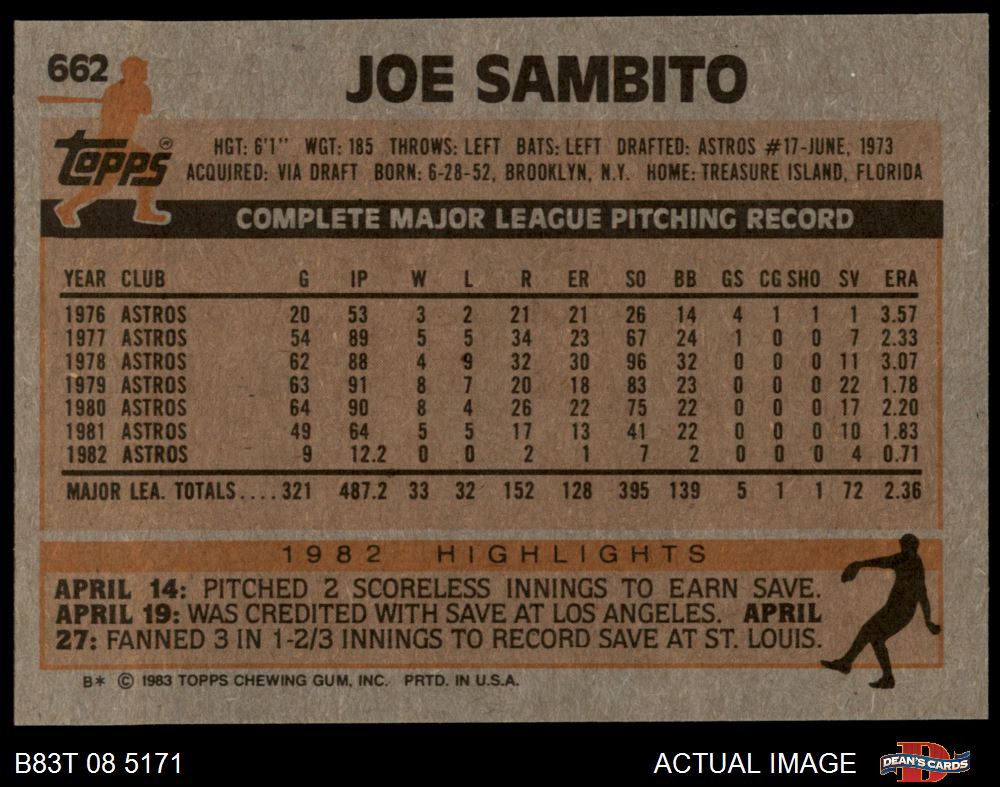 662
JOE SAMBITO
Topps®
HGT: 6'1" WGT: 185 THROWS: LEFT BATS: LEFT DRAFTED: ASTROS #17-JUNE, 1973
ACQUIRED: VIA DRAFT BORN: 6-28-52, BROOKLYN, N.Y. HOME: TREASURE ISLAND, FLORIDA
COMPLETE MAJOR LEAGUE PITCHING RECORD
YEAR CLUB G IP W L R ER SO BB GS CG SHO SV ERA
1976 ASTROS 20 53 3 2 21 21 26 14 4 1 1 1 3.57
1977 ASTROS 54 89 5 5 34 23 67 24 1 0 0 7 2.33
1978 ASTROS 62 88 4 9 32 30 96 32 0 0 0 11 3.07
1979 ASTROS 63 91 8 7 20 18 83 23 0 0 0 22 1.78
1980 ASTROS 64 90 8 4 26 22 75 22 0 0 0 17 2.20
1981 ASTROS 49 64 5 5 17 13 41 22 0 0 0 10 1.83
1982 ASTROS 9 12.2 0 0 2 1 7 2 0 0 0 4 0.71
MAJOR LEA. TOTALS....321 487.2 33 32 152 128 395 139 5 1 1 72 2.36
1982 HIGHLIGHTS
APRIL 14: PITCHED 2 SCORELESS INNINGS TO EARN SAVE.
APRIL 19: WAS CREDITED WITH SAVE AT LOS ANGELES. APRIL
27: FANNED 3 IN 1-2/3 INNINGS TO RECORD SAVE AT ST. LOUIS.
B* © 1983 TOPPS CHEWING GUM, INC. PRTD. IN U.S.A.
B83T 08 5171
ACTUAL IMAGE
D
DEAN'S CARDS